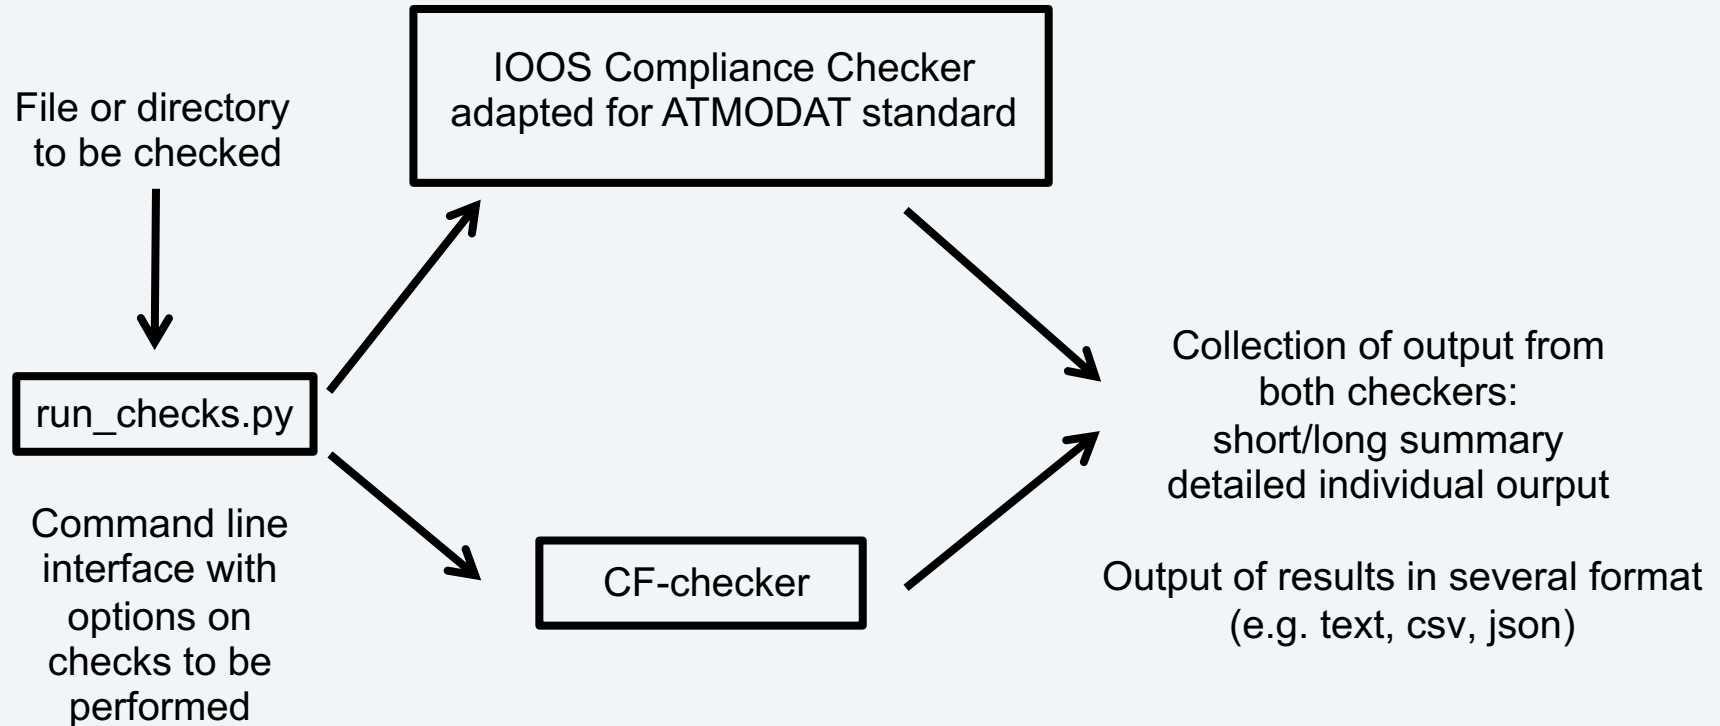 File or directory
to be checked
run_checks.py
Command line
interface with
options on
checks to be
performed
IOOS Compliance Checker
adapted for ATMODAT standard
CF-checker
Collection of output from
both checkers:
short/long summary
detailed individual ourput
Output of results in several format
(e.g. text, csv, json)